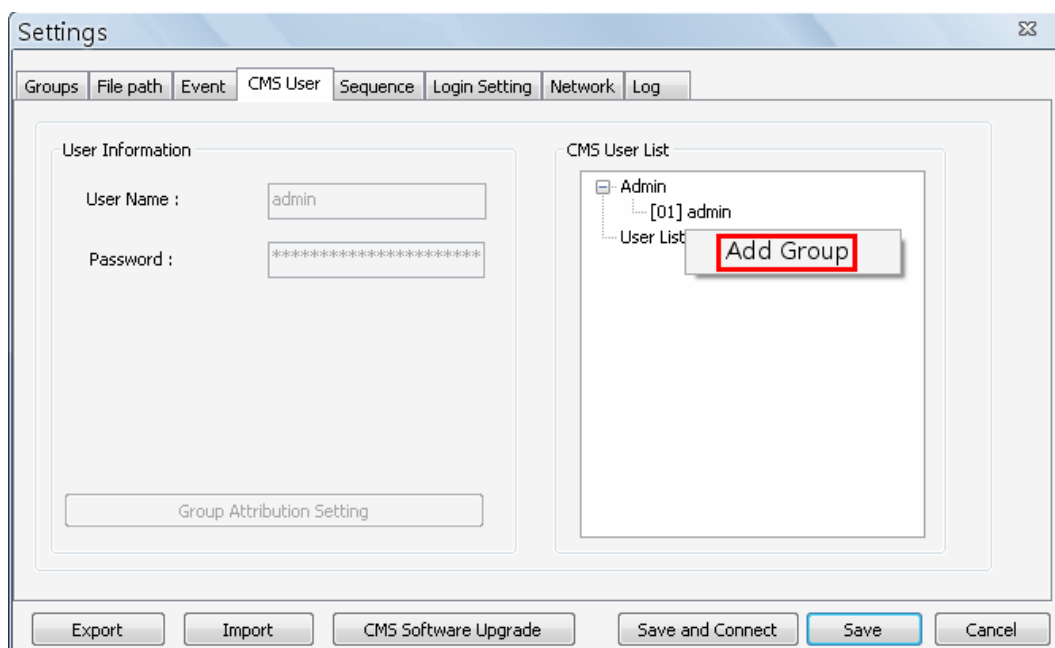 Settings
Groups File path Event CMS User Sequence Login Setting Network Log
User Information
User Name :
admin
Password :
**********************
Group Attribution Setting
CMS User List
Admin
[01] admin
User List
Add Group
Export Import CMS Software Upgrade Save and Connect Save Cancel